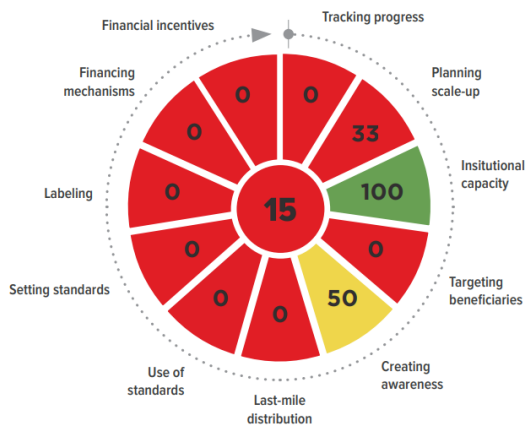 Financial incentives
Tracking progress
Financing
mechanisms
Planning
scale-up
0
0
0
33
Labeling
0
100
Insitutional
capacity
15
Setting standards
0
0
Targeting
beneficiaries
0
0
50
Use of
standards
Last-mile
distribution
Creating
awareness